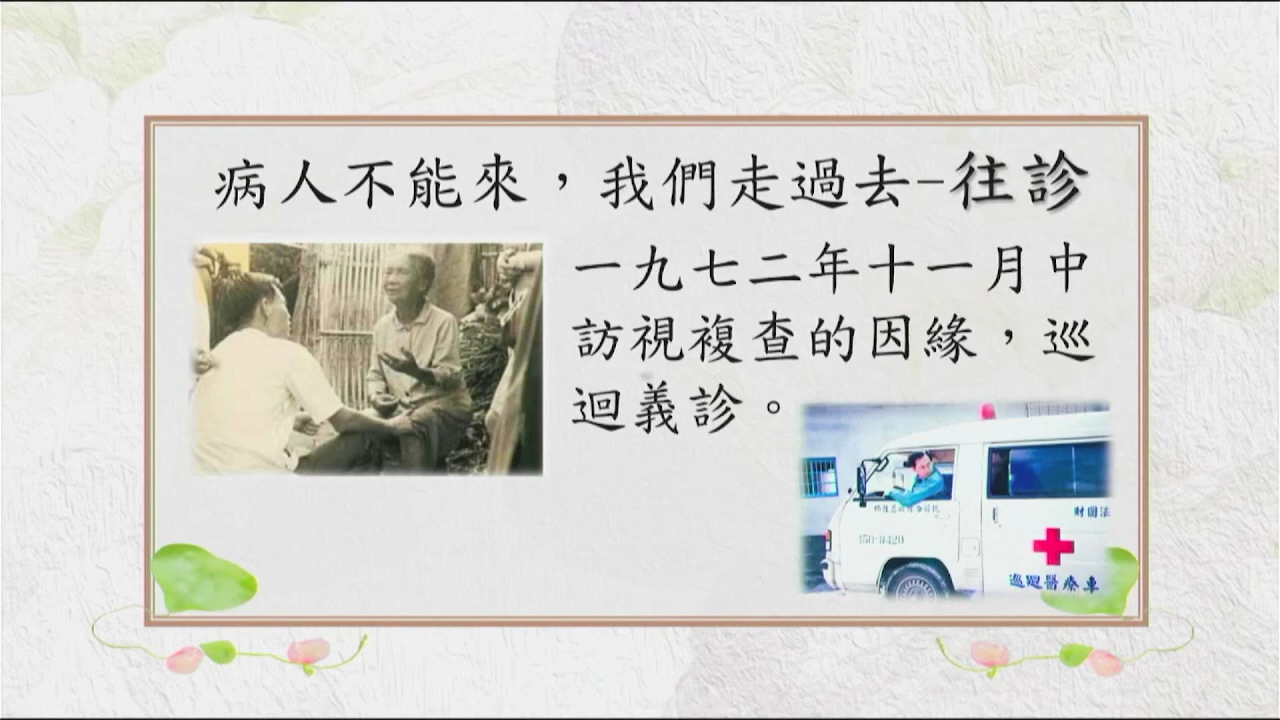 病人不能來，我們走過去-往診
一九七二年十一月中
訪視複查的因緣，巡
迴義診。
財團法
巡迴醫療車